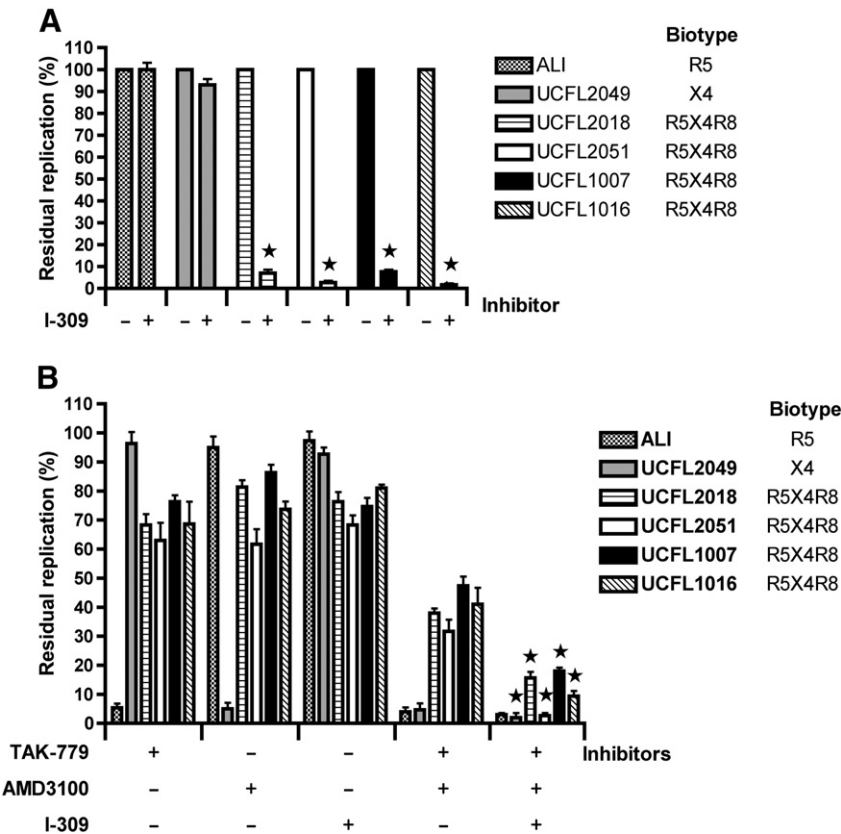 A
Biotype
110
100
90
80
70
60
50
40
30
20
10
0
Residual replication (%)
ALI R5
UCFL2049 X4
UCFL2018 R5X4R8
UCFL2051 R5X4R8
UCFL1007 R5X4R8
UCFL1016 R5X4R8
★ ★ ★ ★
Inhibitor
I-309 – + – + – + – + – + – +
B
Biotype
110
100
90
80
70
60
50
40
30
20
10
0
Residual replication (%)
ALI R5
UCFL2049 X4
UCFL2018 R5X4R8
UCFL2051 R5X4R8
UCFL1007 R5X4R8
UCFL1016 R5X4R8
★ ★ ★ ★ ★
TAK-779 + – – + + Inhibitors
AMD3100 – + – + +
I-309 – – + – +